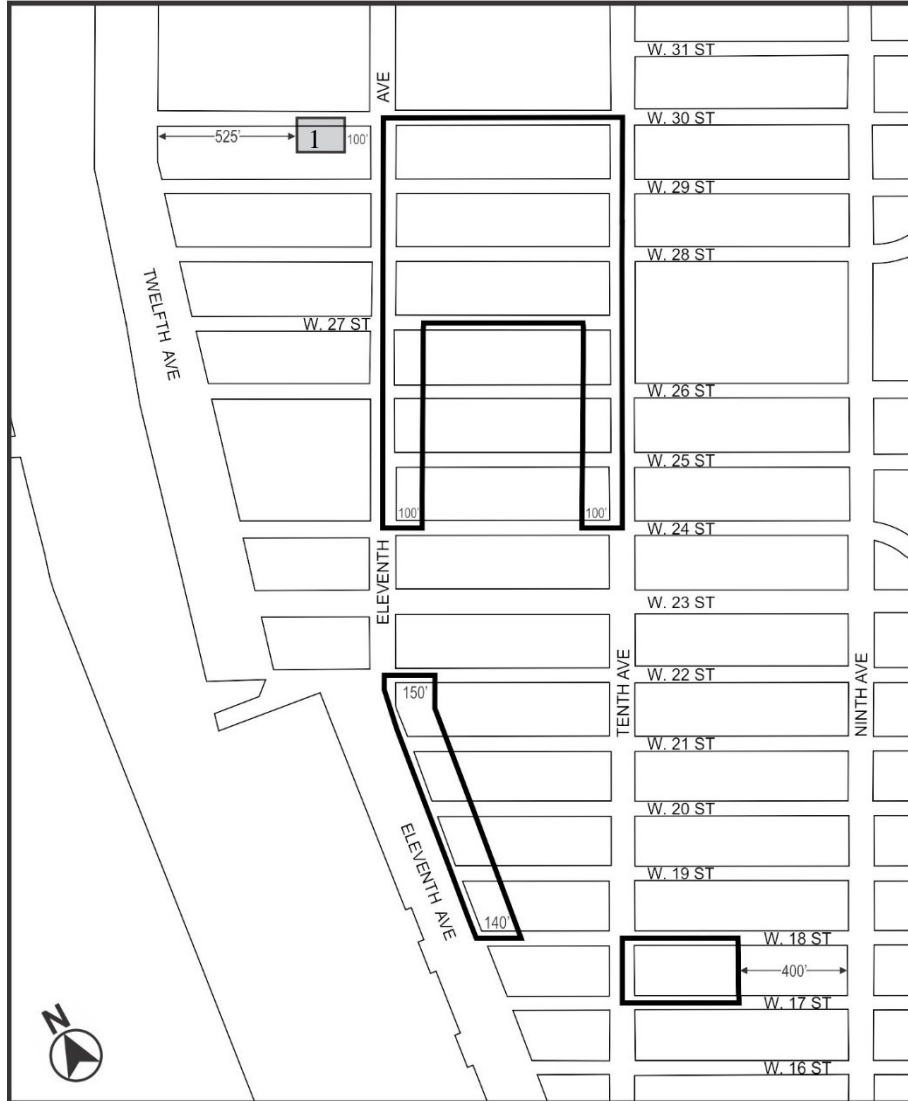 W. 31 ST
AVE
W. 30 ST
525'
1
100'
W. 29 ST
W. 28 ST
TWELFTH AVE
W. 27 ST
W. 26 ST
W. 25 ST
100'
100'
W. 24 ST
ELEVENTH
W. 23 ST
TENTH AVE
NINTH AVE
W. 22 ST
150'
W. 21 ST
W. 20 ST
ELEVENTH AVE
W. 19 ST
140'
W. 18 ST
400'
W. 17 ST
N
W. 16 ST